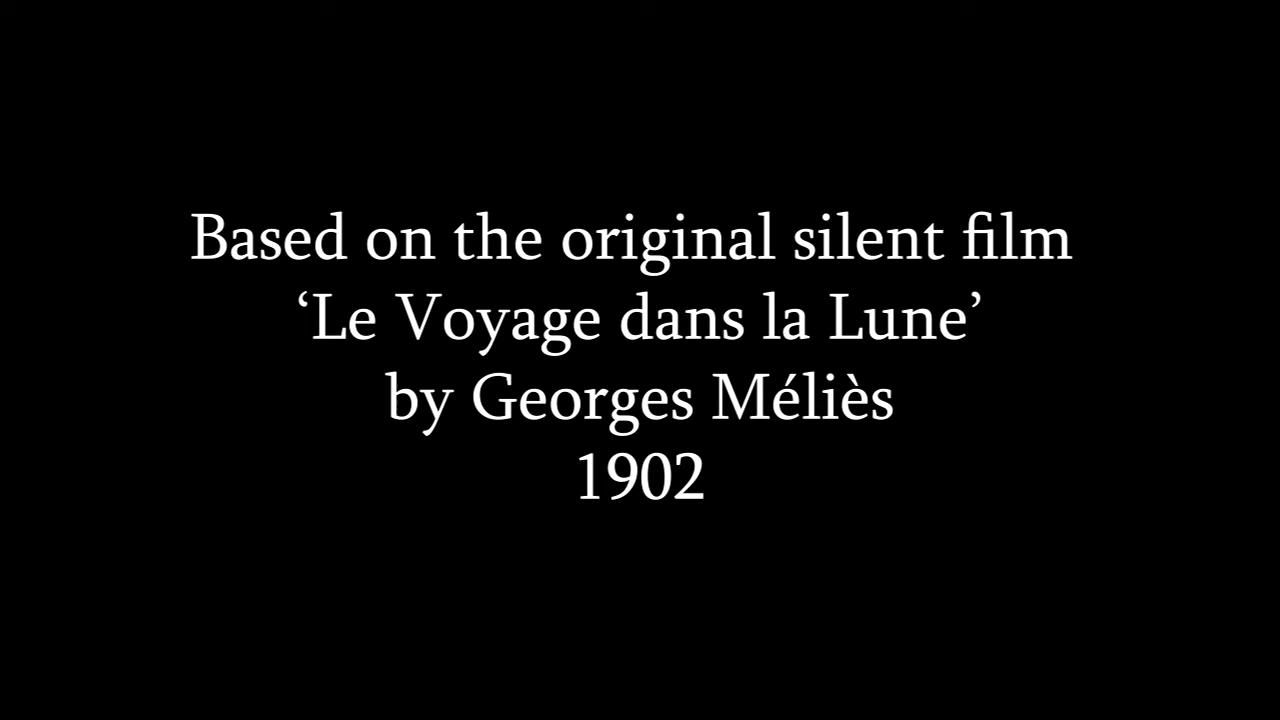 Based on the original silent film
‘Le Voyage dans la Lune’
by Georges Méliès
1902